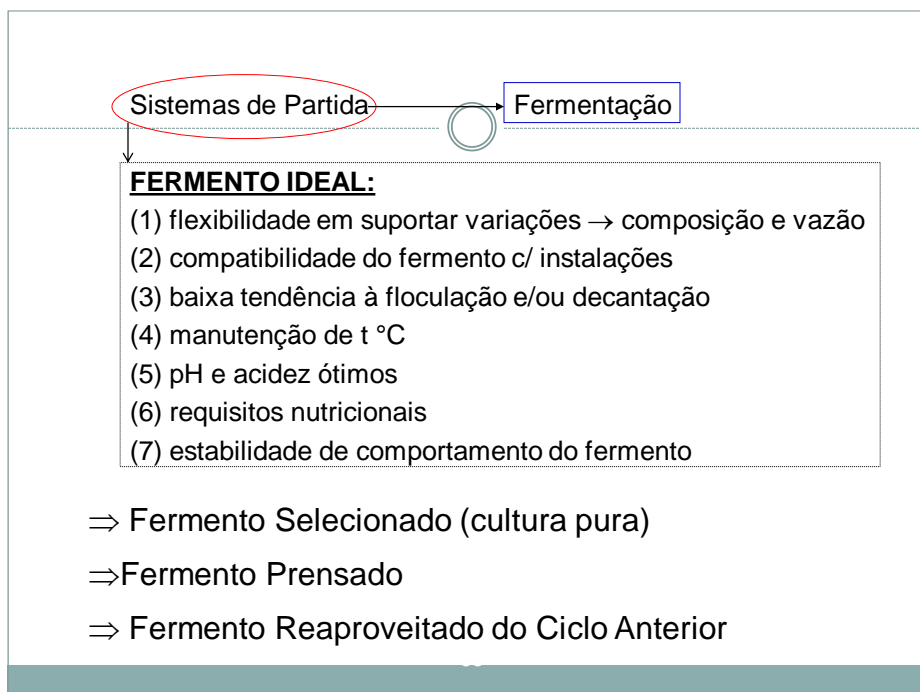 Sistemas de Partida
Fermentação
FERMENTO IDEAL:
(1) flexibilidade em suportar variações → composição e vazão
(2) compatibilidade do fermento c/ instalações
(3) baixa tendência à floculação e/ou decantação
(4) manutenção de t °C
(5) pH e acidez ótimos
(6) requisitos nutricionais
(7) estabilidade de comportamento do fermento
⇒ Fermento Selecionado (cultura pura)
⇒Fermento Prensado
⇒ Fermento Reaproveitado do Ciclo Anterior